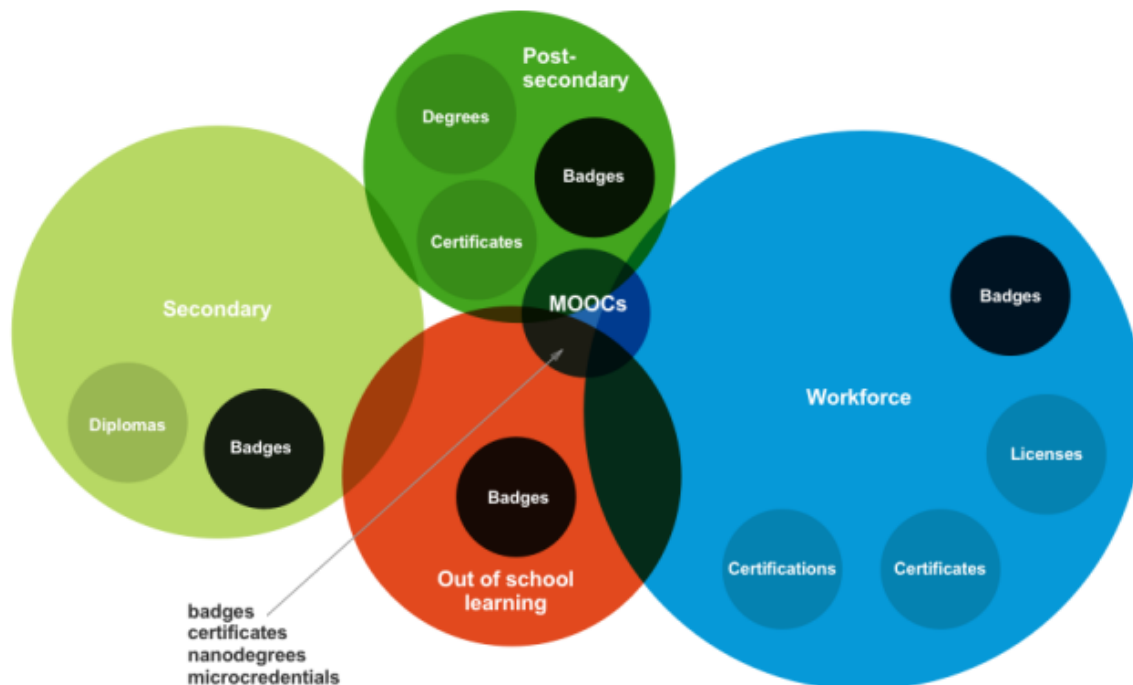 Post-
secondary
Degrees
Badges
Certificates
MOOCs
Secondary
Diplomas
Badges
Badges
Out of school
learning
Workforce
Badges
Licenses
Certifications
Certificates
badges
certificates
nanodegrees
microcredentials